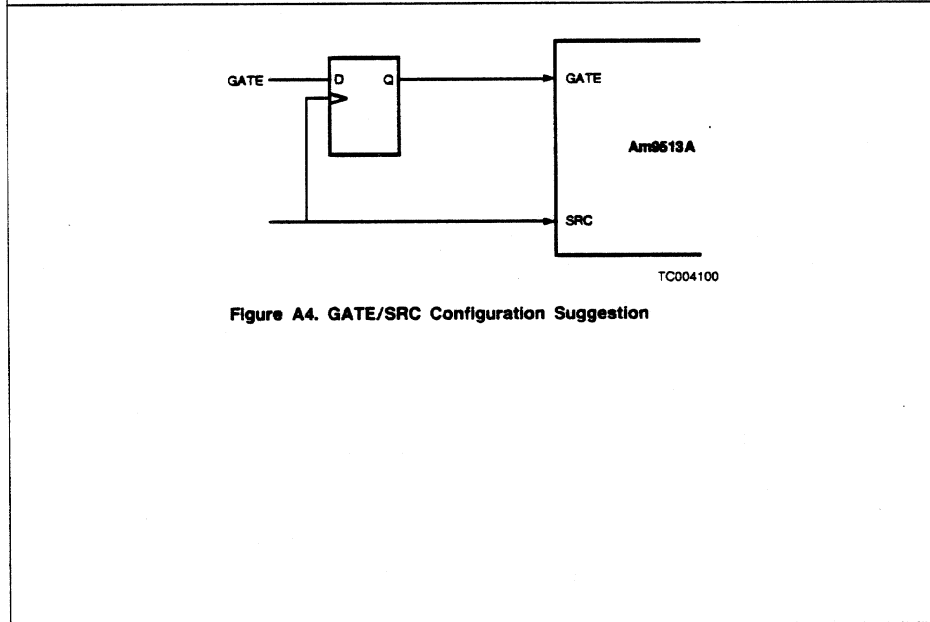 GATE
D
Q
GATE
Am9513A
SRC
TC004100
Figure A4. GATE/SRC Configuration Suggestion